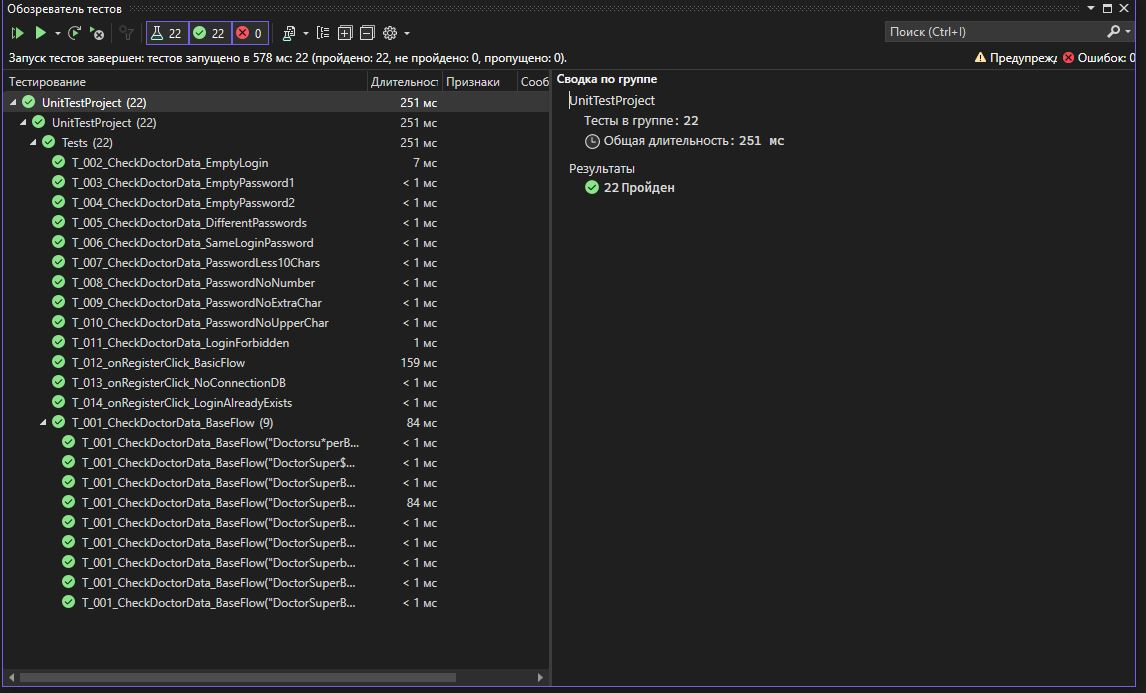 Обозреватель тестов
22 22 0
Поиск (Ctrl+I)
Запуск тестов завершен: тестов запущено в 578 мс: 22 (пройдено: 22, не пройдено: 0, пропущено: 0).
Предупрежд Ошибок: 0
Тестирование Длительност Признаки Сооб
UnitTestProject (22) 251 мс
UnitTestProject (22) 251 мс
Tests (22) 251 мс
T_002_CheckDoctorData_EmptyLogin 7 мс
T_003_CheckDoctorData_EmptyPassword1 < 1 мс
T_004_CheckDoctorData_EmptyPassword2 < 1 мс
T_005_CheckDoctorData_DifferentPasswords < 1 мс
T_006_CheckDoctorData_SameLoginPassword < 1 мс
T_007_CheckDoctorData_PasswordLess10Chars < 1 мс
T_008_CheckDoctorData_PasswordNoNumber < 1 мс
T_009_CheckDoctorData_PasswordNoExtraChar < 1 мс
T_010_CheckDoctorData_PasswordNoUpperChar < 1 мс
T_011_CheckDoctorData_LoginForbidden 1 мс
T_012_onRegisterClick_BasicFlow 159 мс
T_013_onRegisterClick_NoConnectionDB < 1 мс
T_014_onRegisterClick_LoginAlreadyExists < 1 мс
T_001_CheckDoctorData_BaseFlow (9) 84 мс
T_001_CheckDoctorData_BaseFlow("Doctorsu*perB... < 1 мс
T_001_CheckDoctorData_BaseFlow("DoctorSuper$... < 1 мс
T_001_CheckDoctorData_BaseFlow("DoctorSuperB... < 1 мс
T_001_CheckDoctorData_BaseFlow("DoctorSuperB... 84 мс
T_001_CheckDoctorData_BaseFlow("DoctorSuperB... < 1 мс
T_001_CheckDoctorData_BaseFlow("DoctorSuperB... < 1 мс
T_001_CheckDoctorData_BaseFlow("DoctorSuperb... < 1 мс
T_001_CheckDoctorData_BaseFlow("DoctorSuperB... < 1 мс
T_001_CheckDoctorData_BaseFlow("DoctorSuperB... < 1 мс
Сводка по группе
UnitTestProject
Тесты в группе: 22
Общая длительность: 251 мс
Результаты
22 Пройден